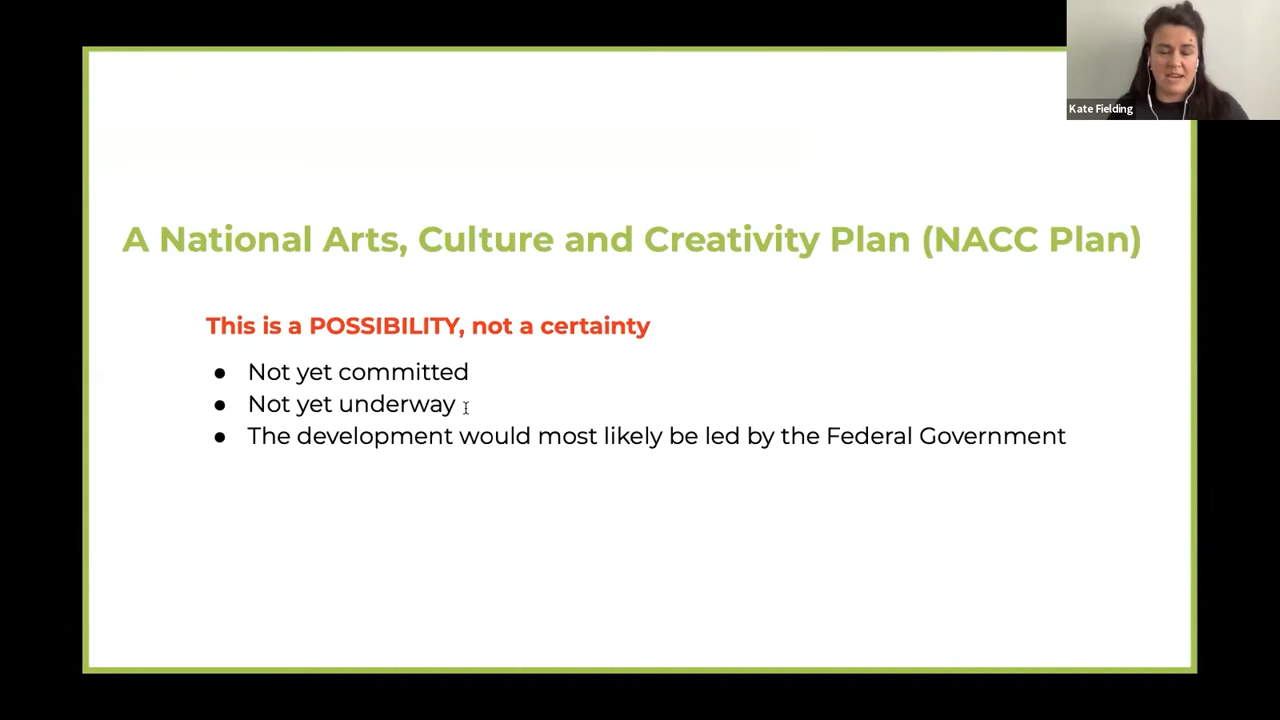 Kate Fielding
A National Arts, Culture and Creativity Plan (NACC Plan)
This is a POSSIBILITY, not a certainty
● Not yet committed
● Not yet underway
● The development would most likely be led by the Federal Government